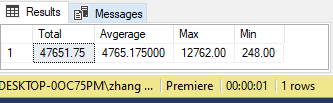 Results Messages
Total Avgerage Max Min
1 47651.75 4765.175000 12762.00 248.00
DESKTOP-0OC75PM\zhang ... Premiere 00:00:01 1 rows